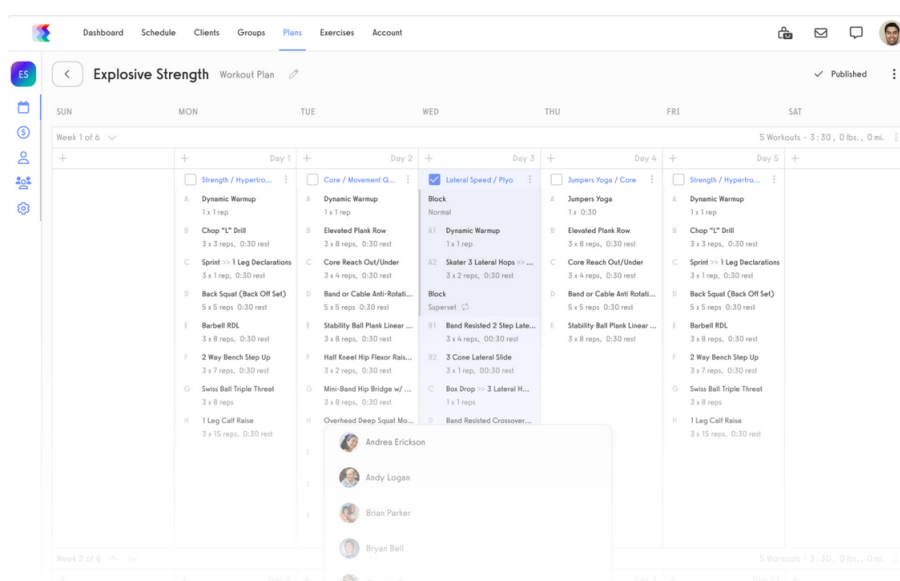 Dashboard Schedule Clients Groups Plans Exercises Account
ES
Explosive Strength Workout Plan
Published
SUN MON TUE WED THU FRI SAT
Week 1 of 6
5 Workouts - 3:30, 0 lbs., 0 mi.
+ + Day 1 + Day 2 + Day 3 + Day 4 + Day 5 +
Strength / Hypertro...
A Dynamic Warmup
1 x 1 rep
B Chop "L" Drill
3 x 3 reps, 0:30 rest
C Sprint >> 1 Leg Declarations
3 x 1 rep, 0:30 rest
D Back Squat (Back Off Set)
5 x 5 reps 0:30 rest
E Barbell RDL
3 x 8 reps, 0:30 rest
F 2 Way Bench Step Up
3 x 7 reps, 0:30 rest
G Swiss Ball Triple Threat
3 x 8 reps
H 1 Leg Calf Raise
3 x 15 reps, 0:30 rest
Core / Movement Q...
A Dynamic Warmup
1 x 1 rep
B Elevated Plank Row
3 x 8 reps, 0:30 rest
C Core Reach Out/Under
3 x 4 reps, 0:30 rest
D Band or Cable Anti-Rotati...
5 x 5 reps 0:30 rest
E Stability Ball Plank Linear ...
3 x 8 reps, 0:30 rest
F Half Kneel Hip Flexor Rais...
3 x 2 reps, 0:30 rest
G Mini-Band Hip Bridge w/ ...
3 x 8 reps, 0:30 rest
H Overhead Deep Squat Mo...
Lateral Speed / Plyo
Block
Normal
A1 Dynamic Warmup
1 x 1 rep
A2 Skater 3 Lateral Hops >> ...
3 x 2 reps, 0:30 rest
Block
Superset
B1 Band Resisted 2 Step Late...
3 x 4 reps, 00:30 rest
B2 3 Cone Lateral Slide
3 x 1 rep, 00:30 rest
C Box Drop >> 3 Lateral H...
1 x 1 reps
D Band Resisted Crossover...
Jumpers Yoga / Core
A Jumpers Yoga
1 x 0:30
B Elevated Plank Row
3 x 8 reps, 0:30 rest
C Core Reach Out/Under
3 x 4 reps, 0:30 rest
D Band or Cable Anti Rotati...
5 x 5 reps 0:30 rest
E Stability Ball Plank Linear ...
3 x 8 reps, 0:30 rest
Strength / Hypertro...
A Dynamic Warmup
1 x 1 rep
B Chop "L" Drill
3 x 3 reps, 0:30 rest
C Sprint >> 1 Leg Declarations
3 x 1 rep, 0:30 rest
D Back Squat (Back Off Set)
5 x 5 reps 0:30 rest
E Barbell RDL
3 x 8 reps, 0:30 rest
F 2 Way Bench Step Up
3 x 7 reps, 0:30 rest
G Swiss Ball Triple Threat
3 x 8 reps
H 1 Leg Calf Raise
3 x 15 reps, 0:30 rest
Andrea Erickson
Andy Logan
Brian Parker
Bryan Bell
Week 2 of 6
5 Workouts - 3:30, 0 lbs., 0 mi.